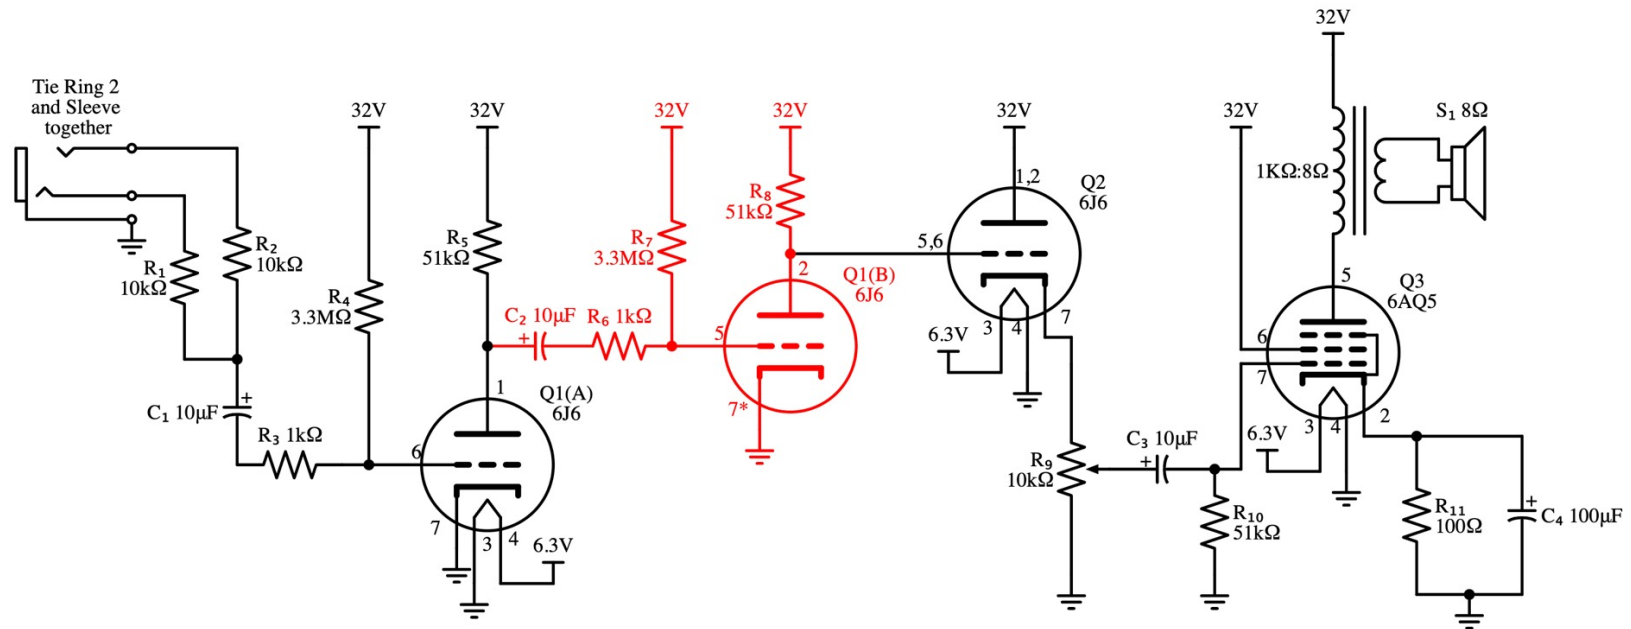 Tie Ring 2
and Sleeve
together
R₁
10kΩ
R₂
10kΩ
C₁ 10µF
+
R₃ 1kΩ
32V
R₄
3.3MΩ
32V
R₅
51kΩ
1
Q1(A)
6J6
6
7
3
4
6.3V
C₂ 10µF
+
R₆ 1kΩ
32V
R₇
3.3MΩ
32V
R₈
51kΩ
2
Q1(B)
6J6
5
7*
32V
1,2
Q2
6J6
5,6
6.3V
3
4
7
R₉
10kΩ
C₃ 10µF
+
R₁₀
51kΩ
32V
32V
1KΩ:8Ω
S₁ 8Ω
5
Q3
6AQ5
6
7
6.3V
3
4
2
R₁₁
100Ω
+
C₄ 100µF